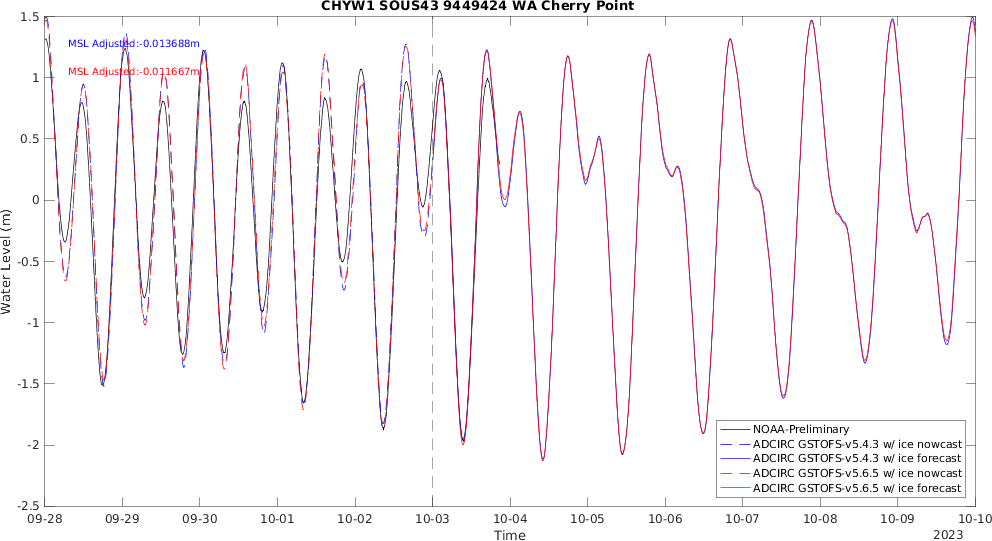 CHYW1 SOUS43 9449424 WA Cherry Point
1.5
MSL Adjusted:-0.013688m
MSL Adjusted:-0.011667m
1
0.5
0
-0.5
-1
-1.5
-2
-2.5
Water Level (m)
NOAA-Preliminary
ADCIRC GSTOFS-v5.4.3 w/ ice nowcast
ADCIRC GSTOFS-v5.4.3 w/ ice forecast
ADCIRC GSTOFS-v5.6.5 w/ ice nowcast
ADCIRC GSTOFS-v5.6.5 w/ ice forecast
09-28 09-29 09-30 10-01 10-02 10-03 10-04 10-05 10-06 10-07 10-08 10-09 10-10
Time
2023